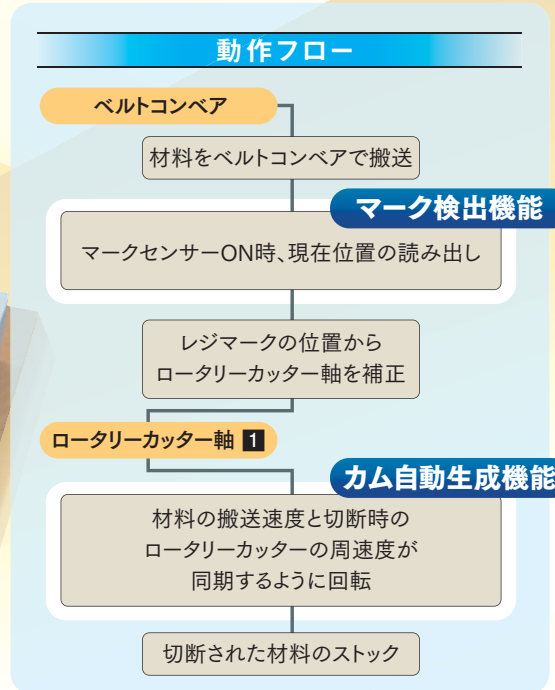 動作フロー
ベルトコンベア
材料をベルトコンベアで搬送
マーク検出機能
マークセンサーON時、現在位置の読み出し
レジマークの位置から
ロータリーカッター軸を補正
ロータリーカッター軸 1
カム自動生成機能
材料の搬送速度と切断時の
ロータリーカッターの周速度が
同期するように回転
切断された材料のストック